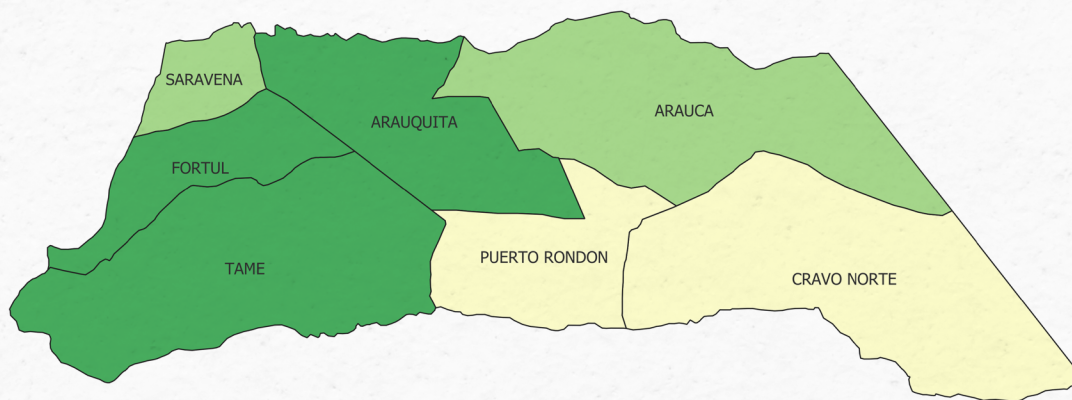 SARAVENA
ARAUCA
ARAUQUITA
FORTUL
PUERTO RONDON
TAME
CRAVO NORTE